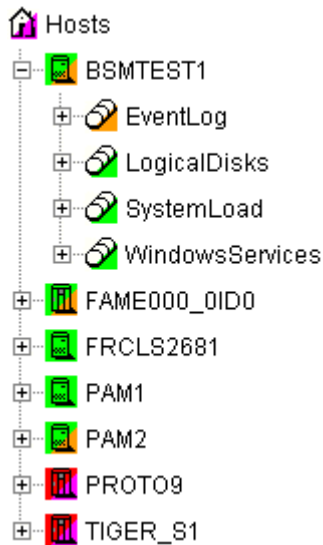 Hosts
BSMTEST1
EventLog
LogicalDisks
SystemLoad
WindowsServices
FAME000_0ID0
FRCLS2681
PAM1
PAM2
PROTO9
TIGER_S1